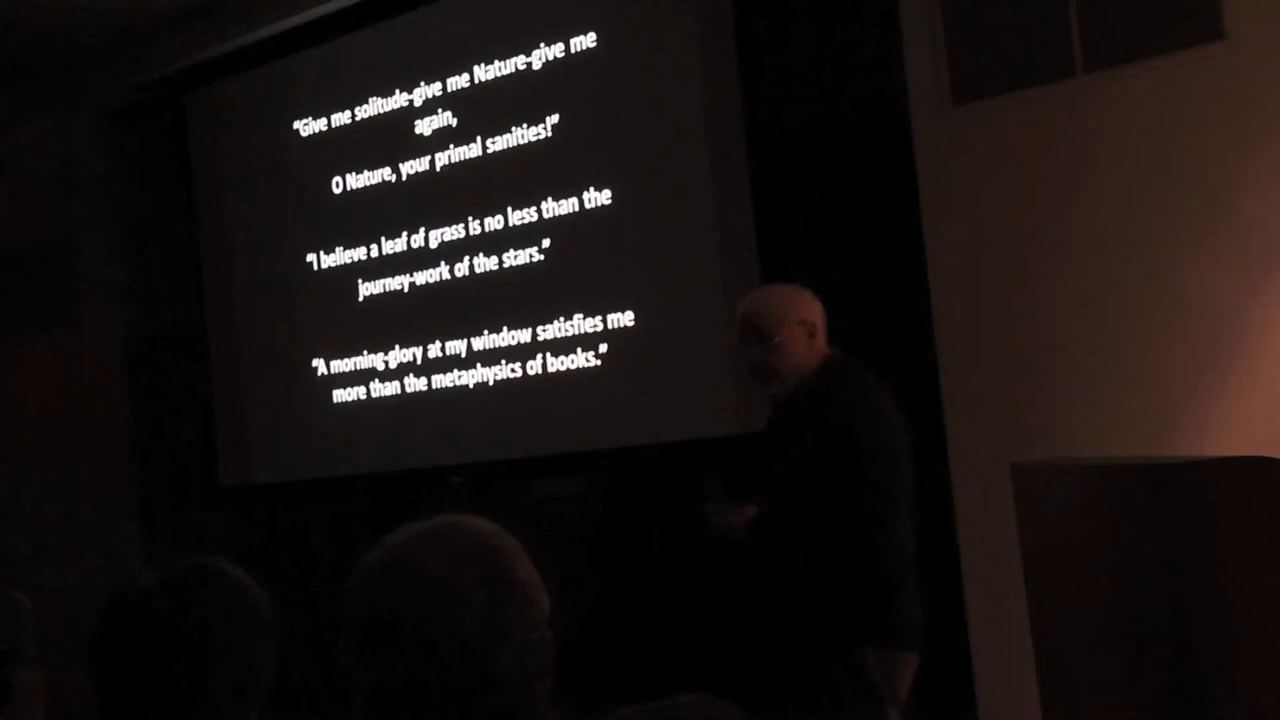 “Give me solitude-give me Nature-give me
again,
O Nature, your primal sanities!”
“I believe a leaf of grass is no less than the
journey-work of the stars.”
“A morning-glory at my window satisfies me
more than the metaphysics of books.”